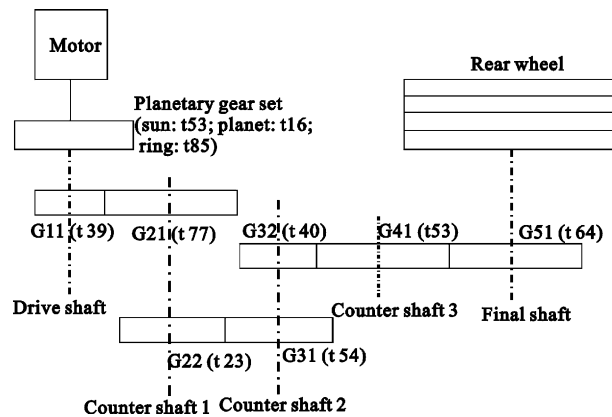 Motor
Rear wheel
Planetary gear set
(sun: t53; planet: t16;
ring: t85)
G11 (t 39)
G21 (t 77)
G32 (t 40)
G41 (t53)
G51 (t 64)
Drive shaft
Counter shaft 3
Final shaft
G22 (t 23)
G31 (t 54)
Counter shaft 1
Counter shaft 2